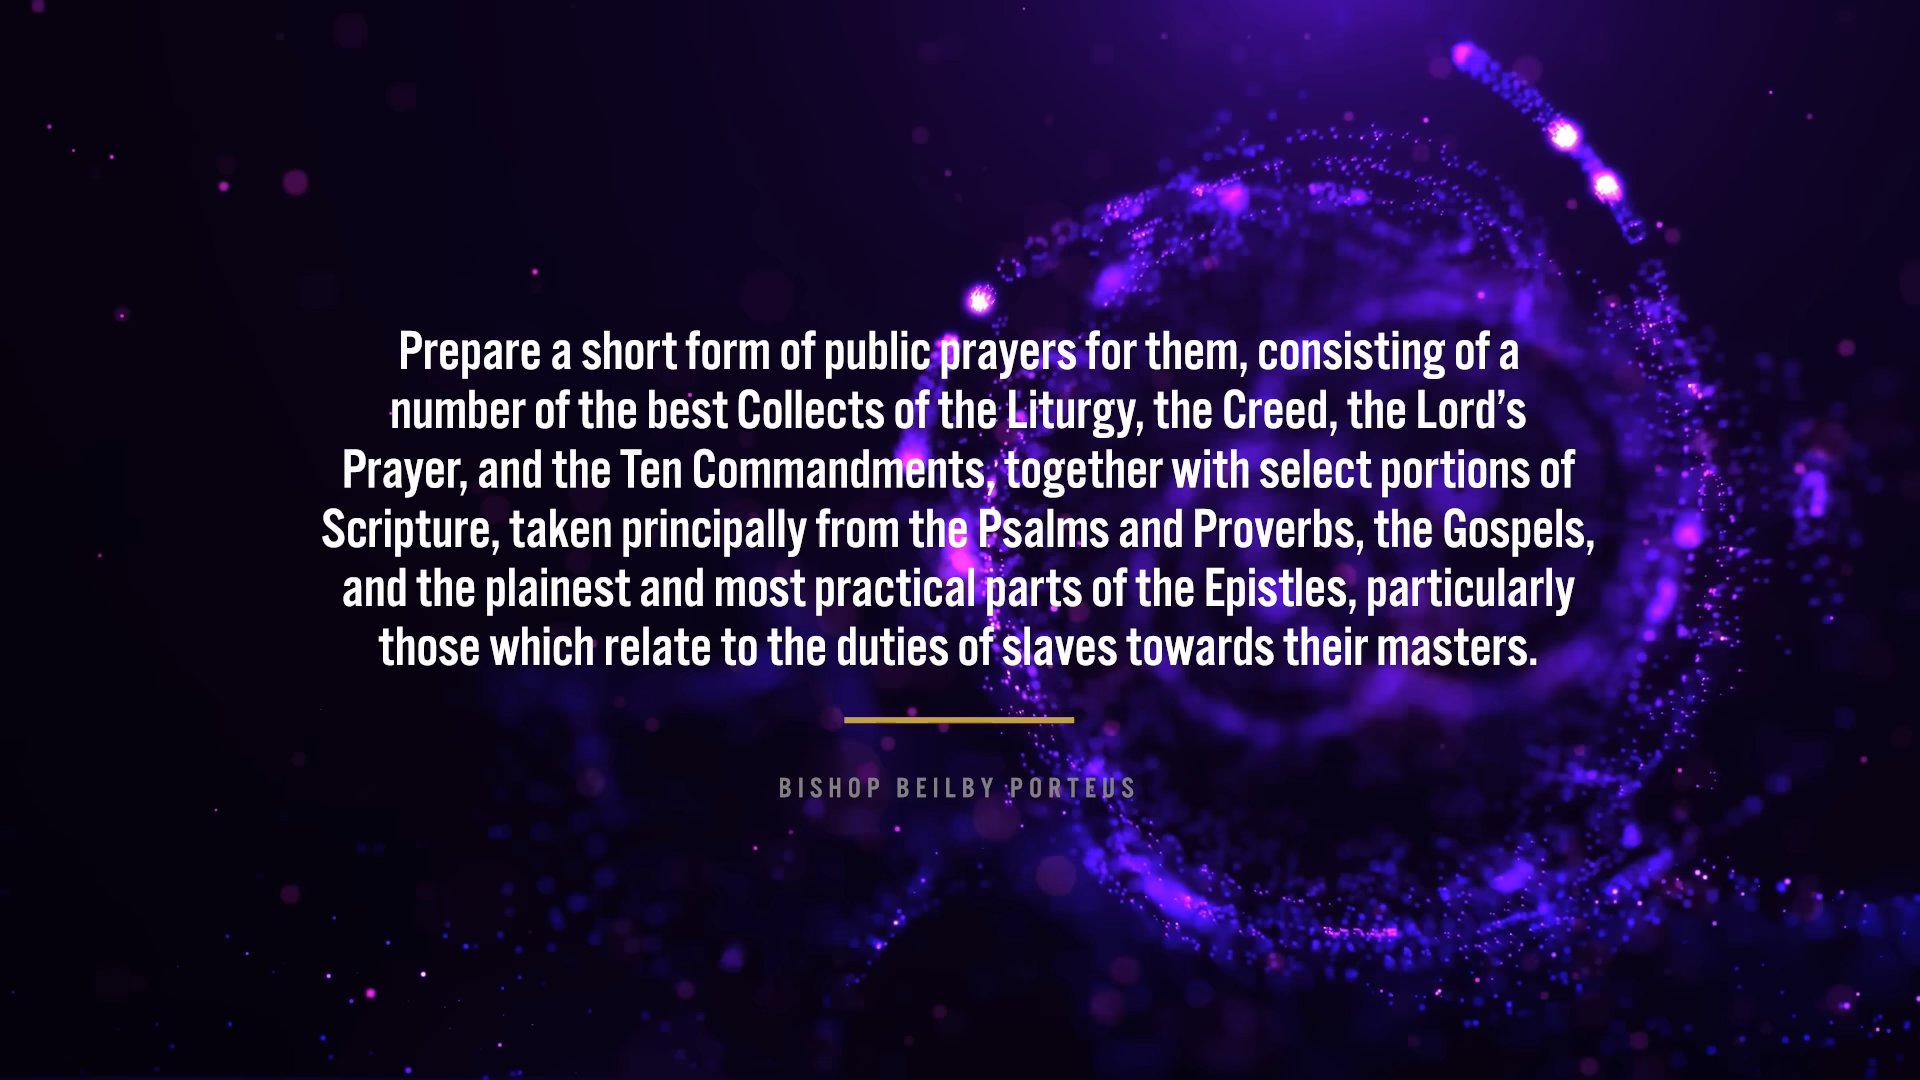 Prepare a short form of public prayers for them, consisting of a
number of the best Collects of the Liturgy, the Creed, the Lord’s
Prayer, and the Ten Commandments, together with select portions of
Scripture, taken principally from the Psalms and Proverbs, the Gospels,
and the plainest and most practical parts of the Epistles, particularly
those which relate to the duties of slaves towards their masters.
BISHOP BEILBY PORTEUS